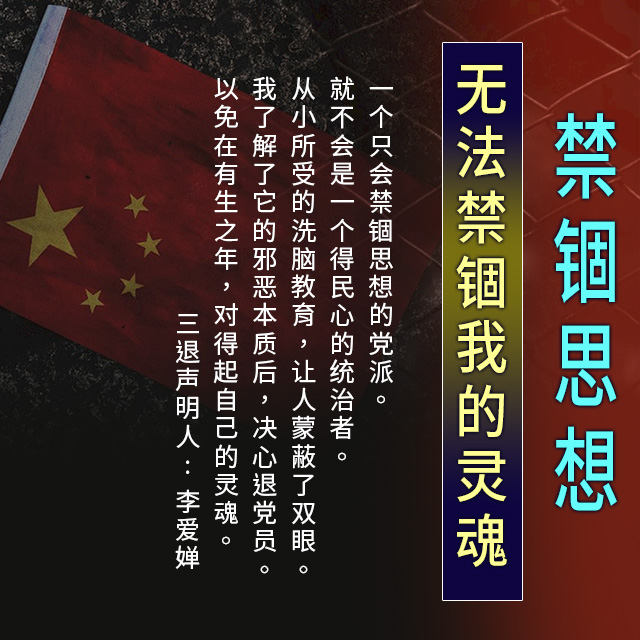 禁锢思想
无法禁锢我的灵魂
一个只会禁锢思想的党派。
就不会是一个得民心的统治者。
从小所受的洗脑教育，让人蒙蔽了双眼。
我了解了它的邪恶本质后，决心退党员。
以免在有生之年，对得起自己的灵魂。
三退声明人：李爱婵